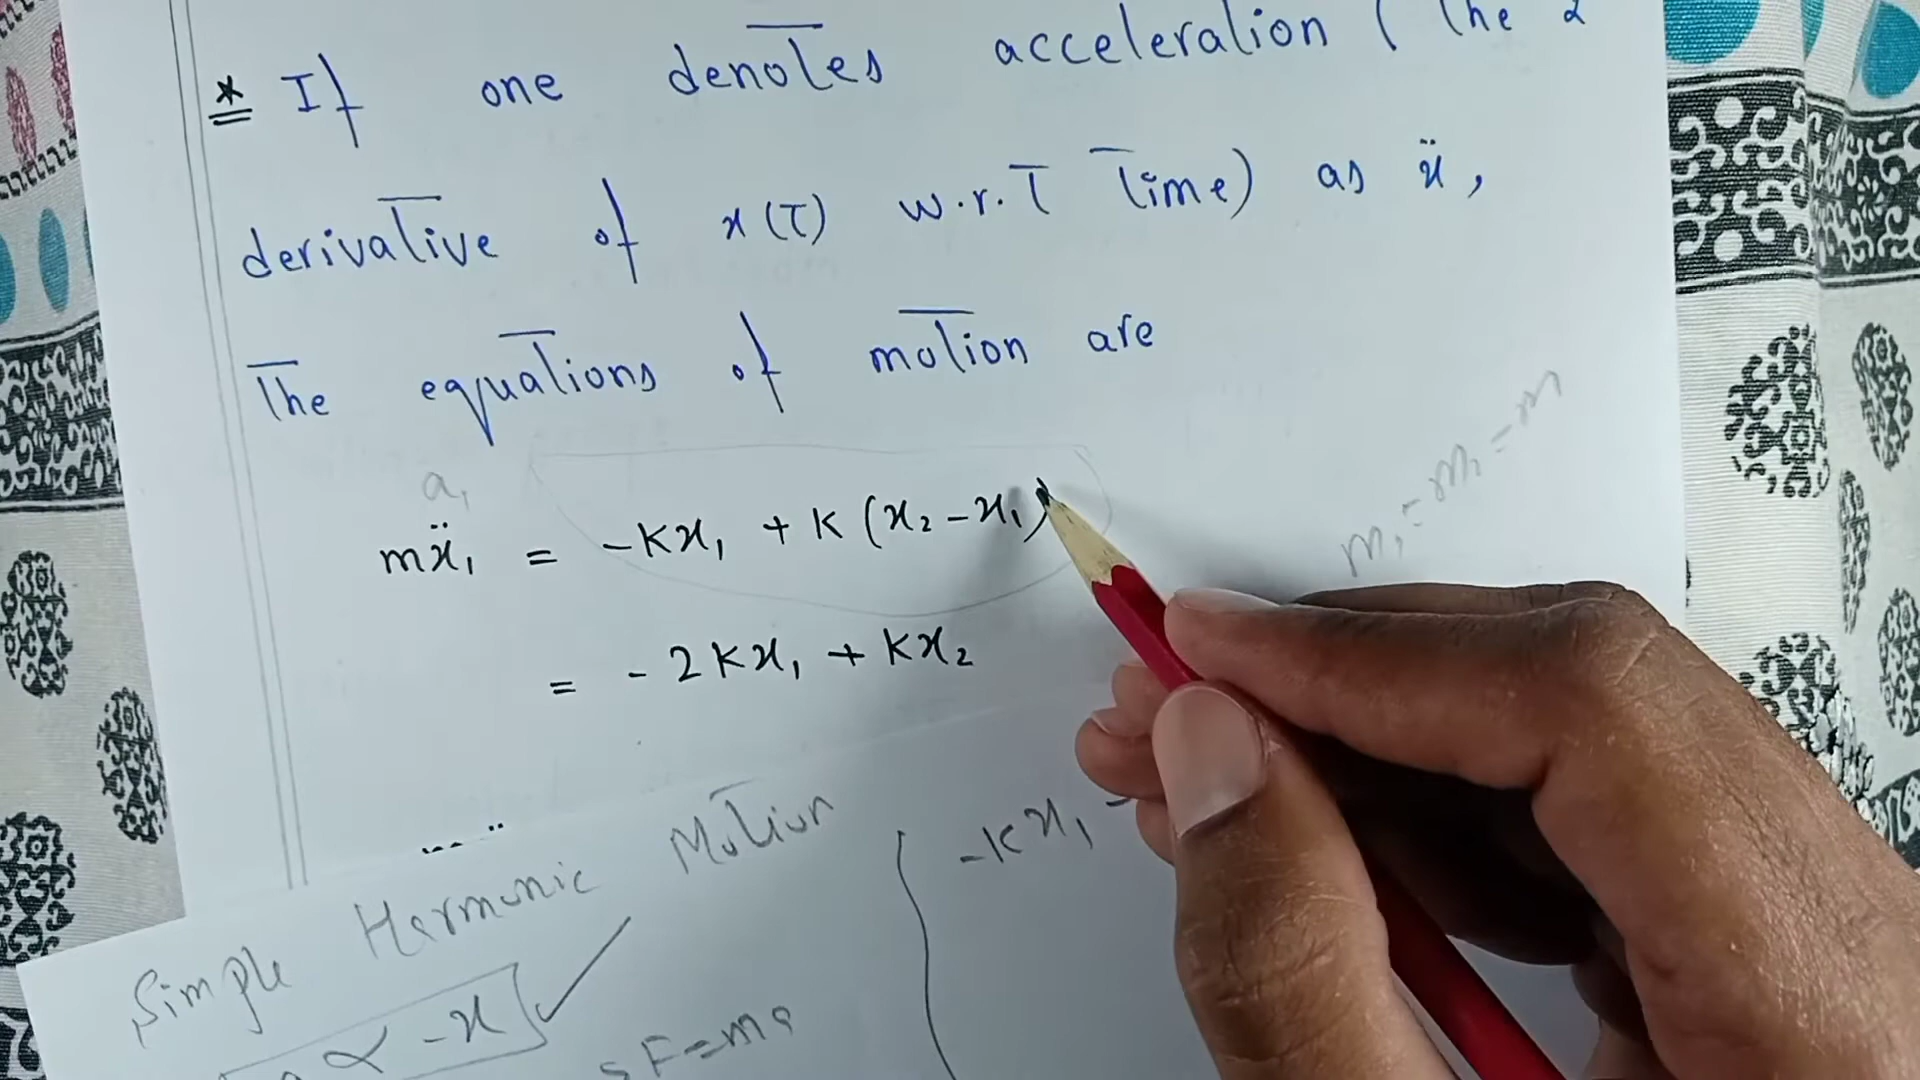 * If one denotes acceleration ( The 2
derivative of x(t) w.r.t Time) as ẍ,
The equations of motion are
a₁
mẍ₁ = -kx₁ + k (x₂ - x₁)
= -2kx₁ + kx₂
m₁ = m₂ = m
Simple Harmonic Motion
α -x
F=ma
-kx₁ -